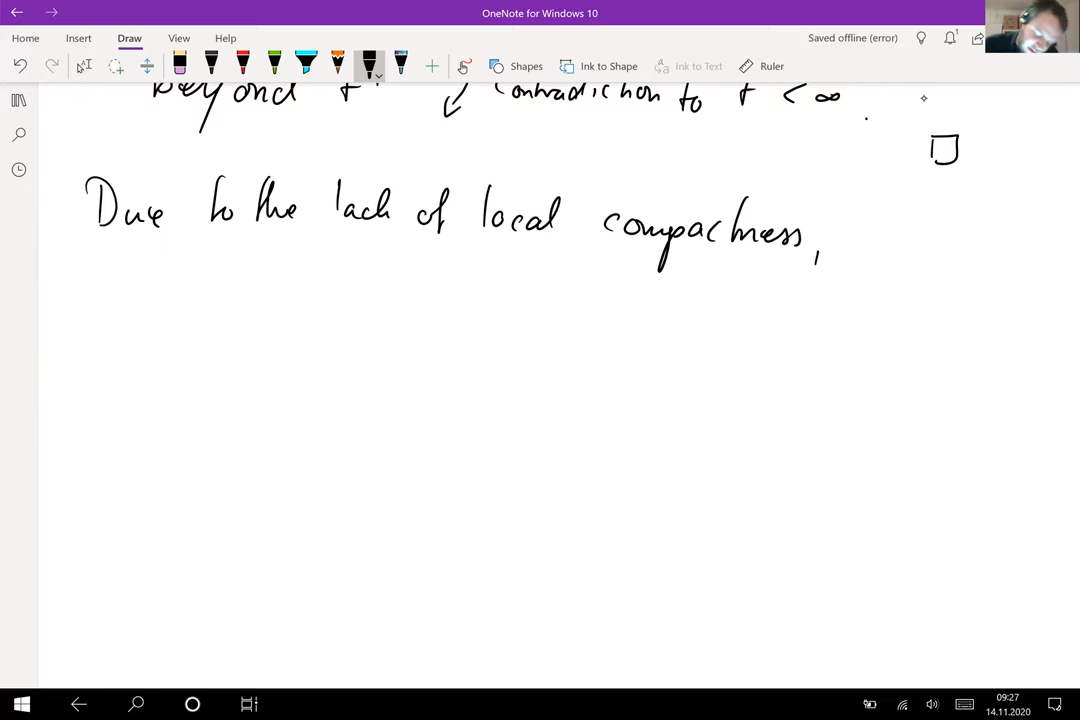 OneNote for Windows 10
Home Insert Draw View Help Saved offline (error)
Shapes Ink to Shape Ink to Text Ruler
beyond contradiction to < ∞ .
□
Due to the lack of local compactness,
09:27
14.11.2020